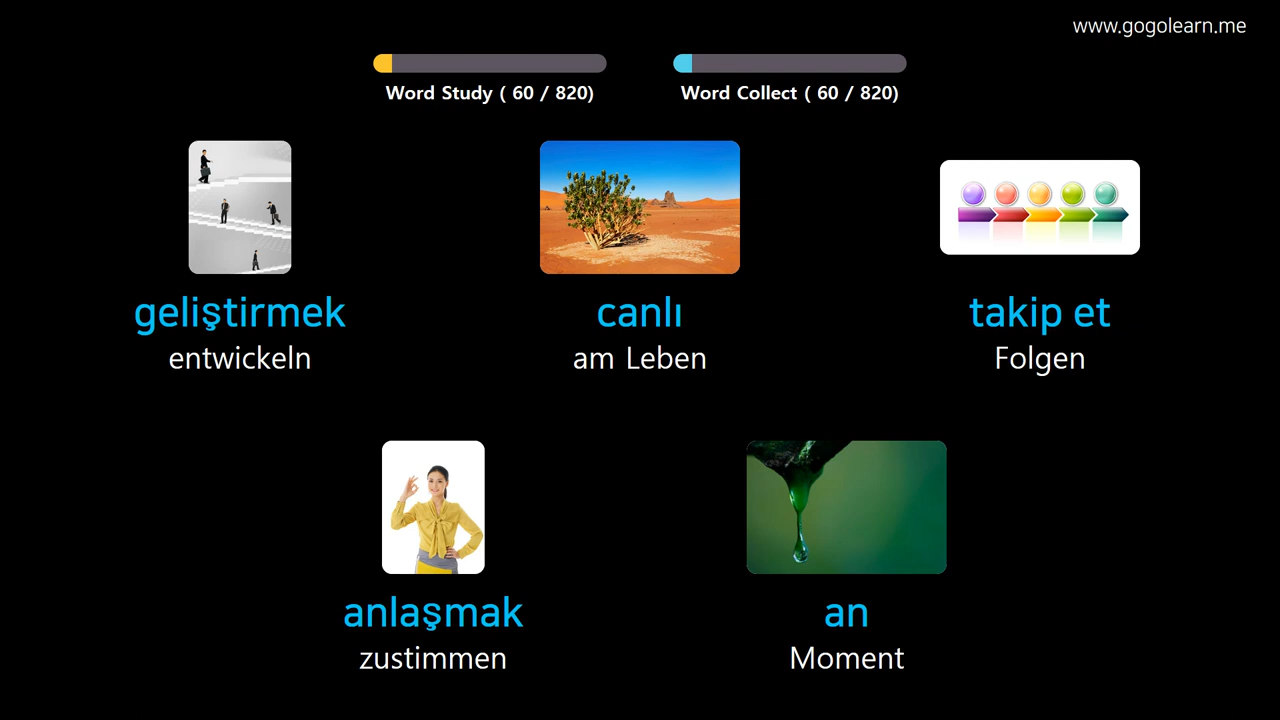 www.gogolearn.me
Word Study ( 60 / 820)
Word Collect ( 60 / 820)
geliştirmek
entwickeln
canlı
am Leben
takip et
Folgen
anlaşmak
zustimmen
an
Moment